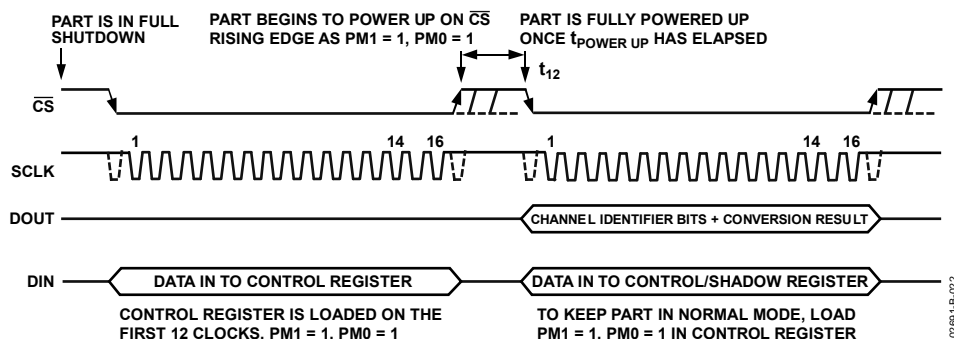 PART IS IN FULL
SHUTDOWN
PART BEGINS TO POWER UP ON CS
RISING EDGE AS PM1 = 1, PM0 = 1
PART IS FULLY POWERED UP
ONCE tPOWER UP HAS ELAPSED
t12
CS
1 14 16 1 14 16
SCLK
DOUT
CHANNEL IDENTIFIER BITS + CONVERSION RESULT
DIN
DATA IN TO CONTROL REGISTER
DATA IN TO CONTROL/SHADOW REGISTER
CONTROL REGISTER IS LOADED ON THE
FIRST 12 CLOCKS, PM1 = 1, PM0 = 1
TO KEEP PART IN NORMAL MODE, LOAD
PM1 = 1, PM0 = 1 IN CONTROL REGISTER